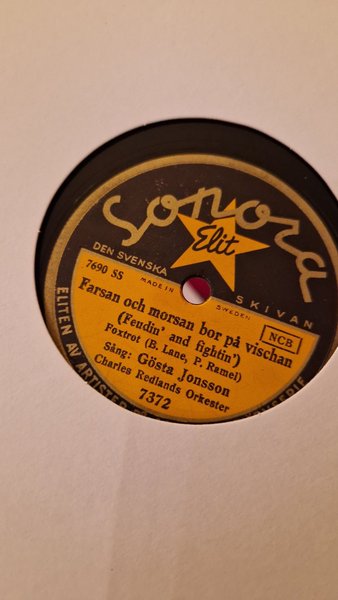 Sonora
Elit
DEN SVENSKA SKIVAN
MADE IN SWEDEN
7690 SS
NCB
Farsan och morsan bor på vischan
(Fendin' and fightin')
Foxtrot (B. Lane, P. Ramel)
Sång: Gösta Jonsson
Charles Redlands Orkester
7372
ELITEN AV ARTISTER